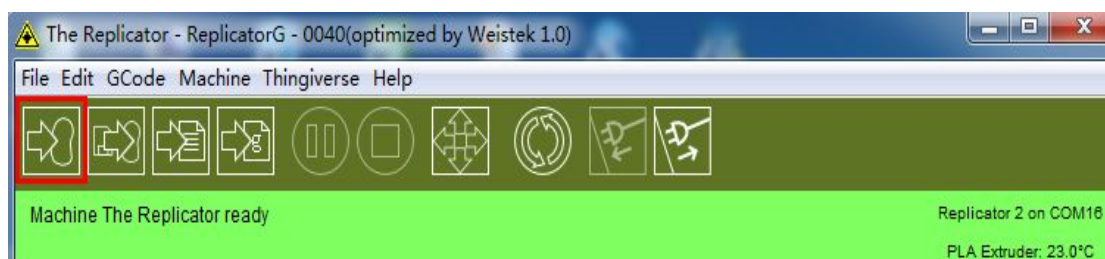 The Replicator - ReplicatorG - 0040(optimized by Weistek 1.0)
File Edit GCode Machine Thingiverse Help
g
Machine The Replicator ready
Replicator 2 on COM16
PLA Extruder: 23.0°C